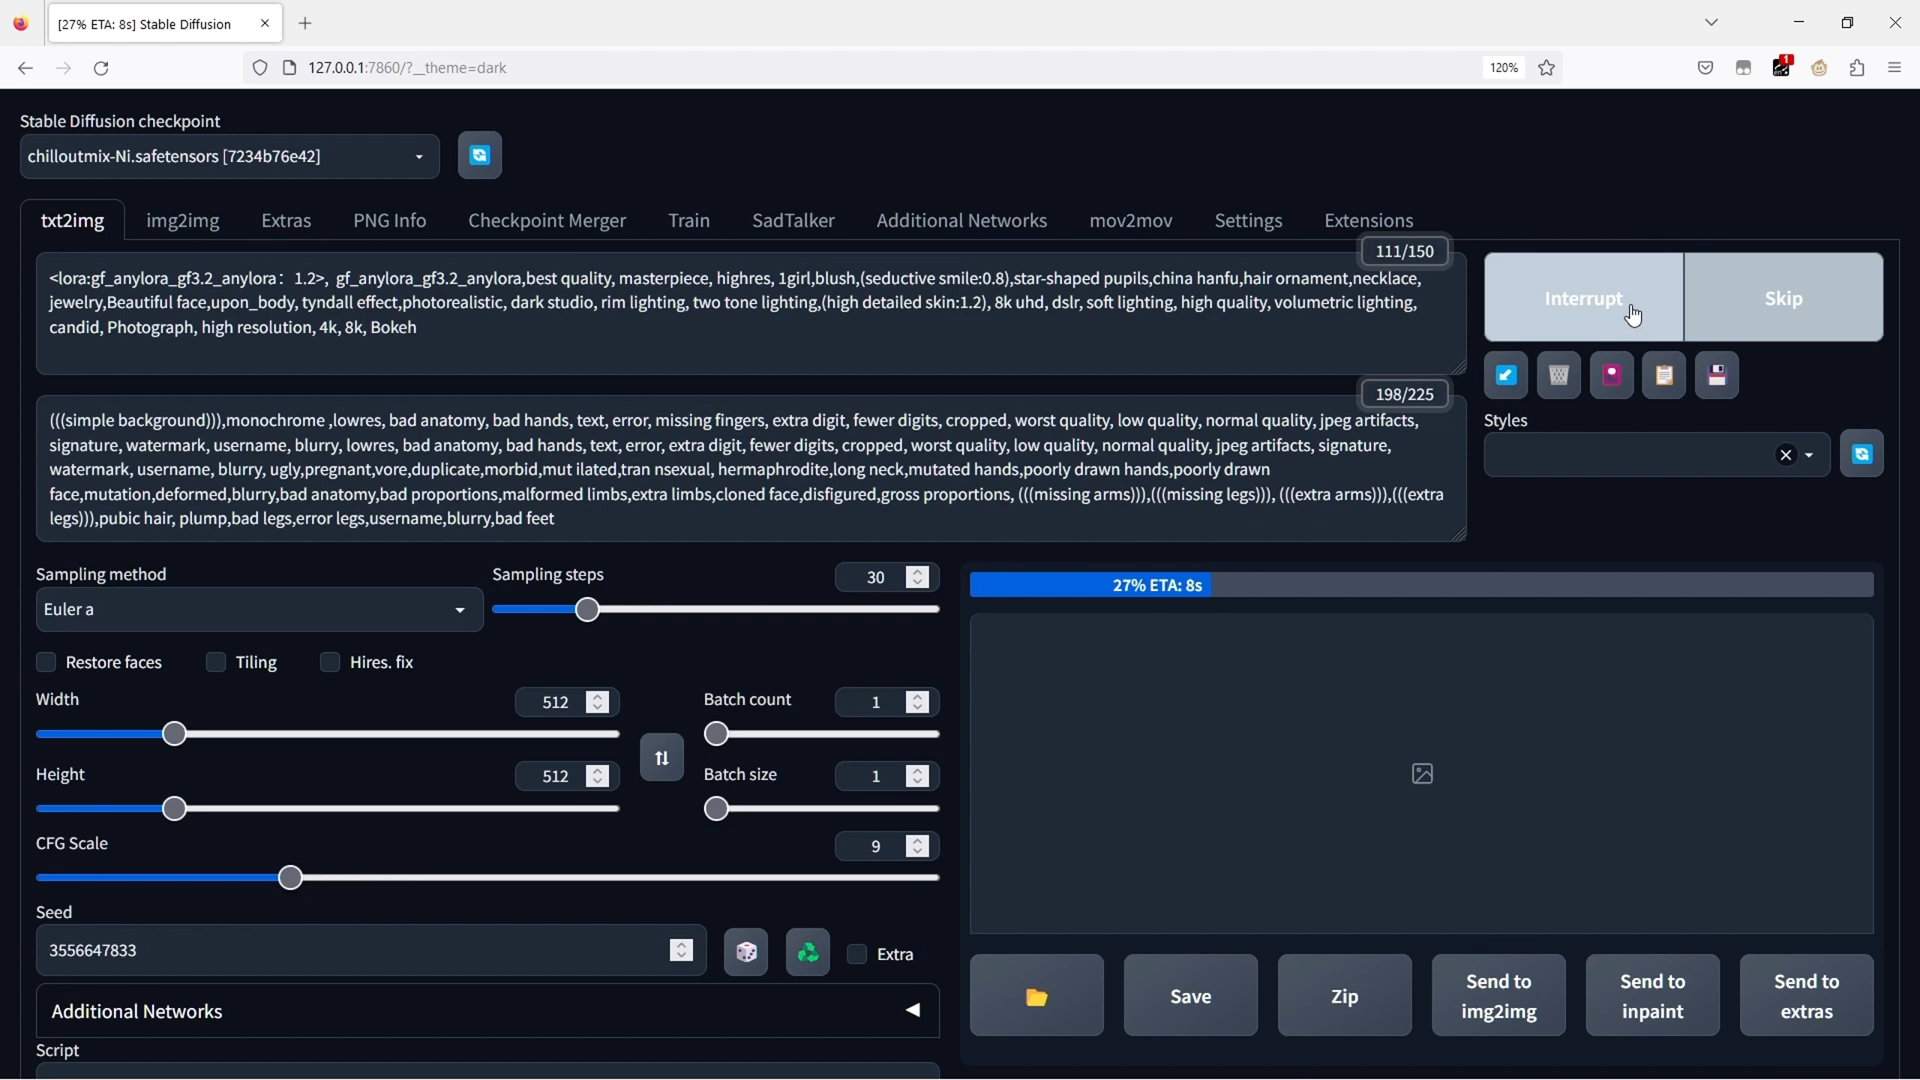 [27% ETA: 8s] Stable Diffusion
127.0.0.1:7860/?__theme=dark
120%
1
Stable Diffusion checkpoint
chilloutmix-Ni.safetensors [7234b76e42]
txt2img
img2img
Extras
PNG Info
Checkpoint Merger
Train
SadTalker
Additional Networks
mov2mov
Settings
Extensions
111/150
<lora:gf_anylora_gf3.2_anylora：1.2>, gf_anylora_gf3.2_anylora,best quality, masterpiece, highres, 1girl,blush,(seductive smile:0.8),star-shaped pupils,china hanfu,hair ornament,necklace,
jewelry,Beautiful face,upon_body, tyndall effect,photorealistic, dark studio, rim lighting, two tone lighting,(high detailed skin:1.2), 8k uhd, dslr, soft lighting, high quality, volumetric lighting,
candid, Photograph, high resolution, 4k, 8k, Bokeh
Interrupt
Skip
198/225
(((simple background))),monochrome ,lowres, bad anatomy, bad hands, text, error, missing fingers, extra digit, fewer digits, cropped, worst quality, low quality, normal quality, jpeg artifacts,
signature, watermark, username, blurry, lowres, bad anatomy, bad hands, text, error, extra digit, fewer digits, cropped, worst quality, low quality, normal quality, jpeg artifacts, signature,
watermark, username, blurry, ugly,pregnant,vore,duplicate,morbid,mut ilated,tran nsexual, hermaphrodite,long neck,mutated hands,poorly drawn hands,poorly drawn
face,mutation,deformed,blurry,bad anatomy,bad proportions,malformed limbs,extra limbs,cloned face,disfigured,gross proportions, (((missing arms))),(((missing legs))), (((extra arms))),(((extra
legs))),pubic hair, plump,bad legs,error legs,username,blurry,bad feet
Styles
Sampling method
Euler a
Sampling steps
30
27% ETA: 8s
Restore faces
Tiling
Hires. fix
Width
512
Batch count
1
Height
512
Batch size
1
CFG Scale
9
Seed
3556647833
Extra
Save
Zip
Send to
img2img
Send to
inpaint
Send to
extras
Additional Networks
Script